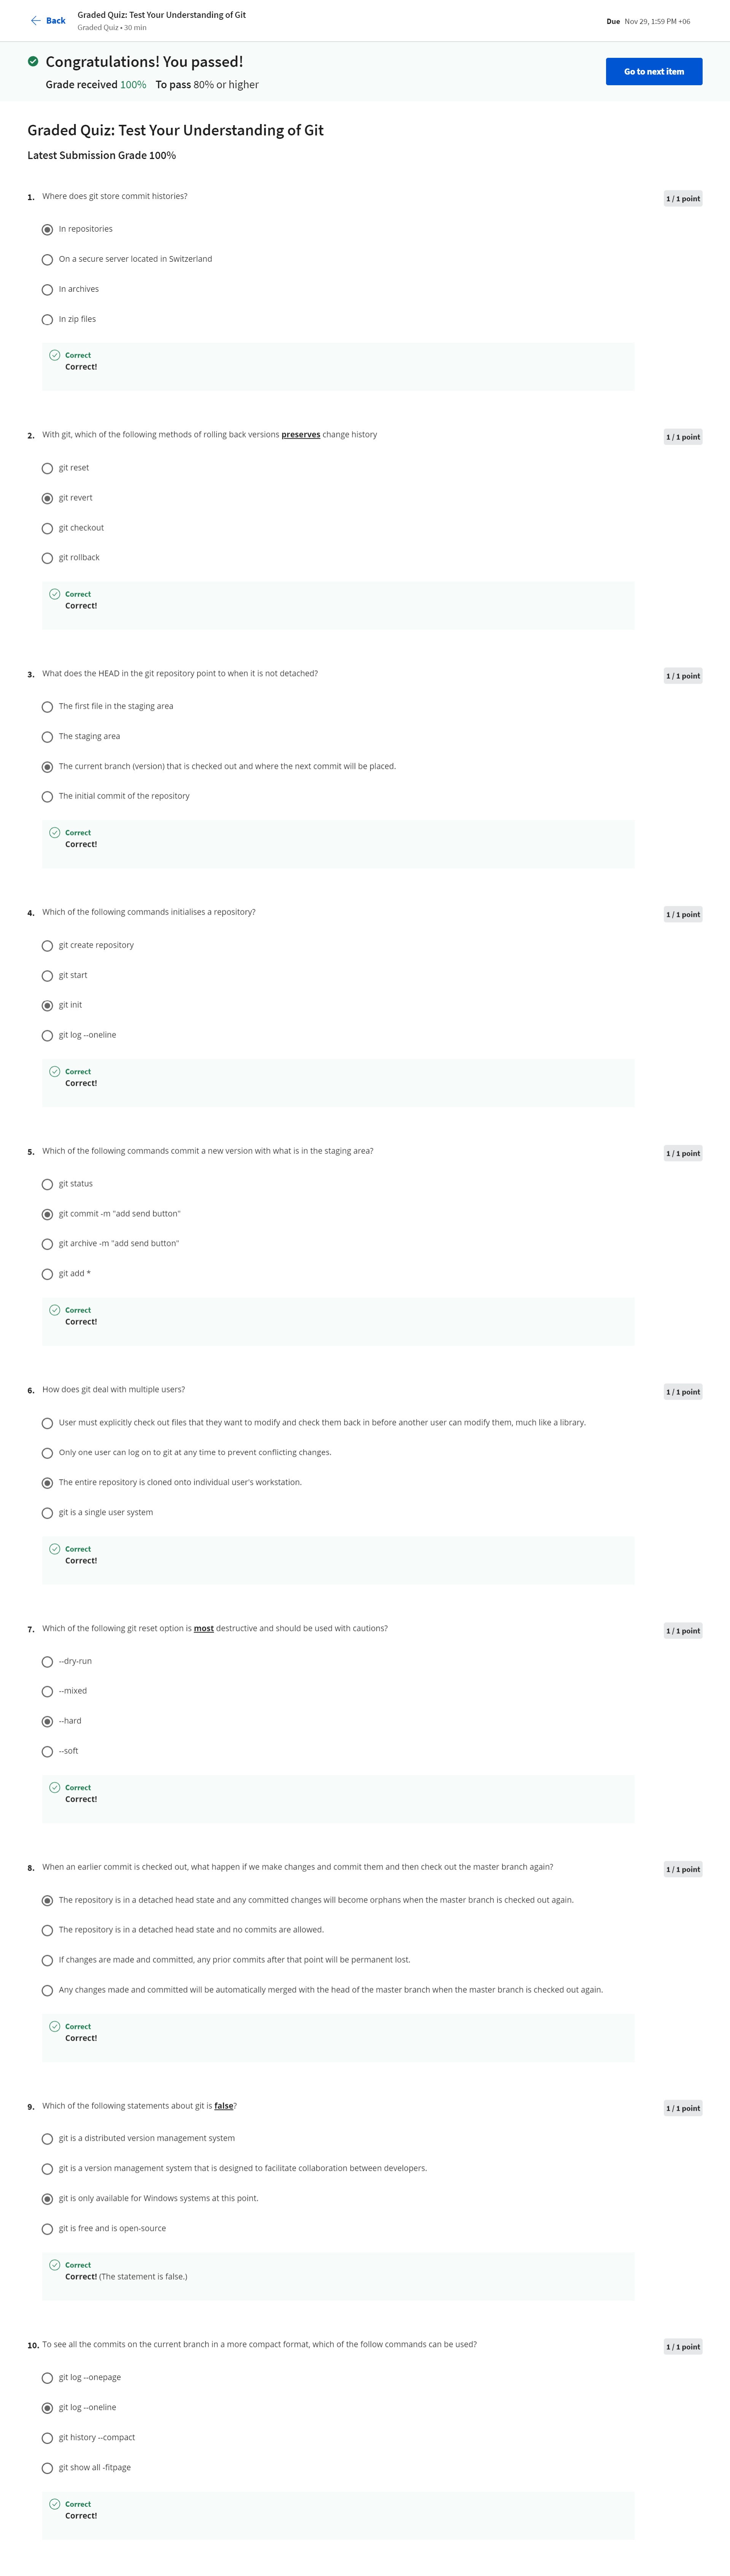 Back
Graded Quiz: Test Your Understanding of Git
Graded Quiz • 30 min
Due Nov 29, 1:59 PM +06
Congratulations! You passed!
Grade received 100% To pass 80% or higher
Go to next item
Graded Quiz: Test Your Understanding of Git
Latest Submission Grade 100%
1. Where does git store commit histories?
1 / 1 point
In repositories
On a secure server located in Switzerland
In archives
In zip files
Correct
Correct!
2. With git, which of the following methods of rolling back versions preserves change history
1 / 1 point
git reset
git revert
git checkout
git rollback
Correct
Correct!
3. What does the HEAD in the git repository point to when it is not detached?
1 / 1 point
The first file in the staging area
The staging area
The current branch (version) that is checked out and where the next commit will be placed.
The initial commit of the repository
Correct
Correct!
4. Which of the following commands initialises a repository?
1 / 1 point
git create repository
git start
git init
git log --oneline
Correct
Correct!
5. Which of the following commands commit a new version with what is in the staging area?
1 / 1 point
git status
git commit -m "add send button"
git archive -m "add send button"
git add *
Correct
Correct!
6. How does git deal with multiple users?
1 / 1 point
User must explicitly check out files that they want to modify and check them back in before another user can modify them, much like a library.
Only one user can log on to git at any time to prevent conflicting changes.
The entire repository is cloned onto individual user's workstation.
git is a single user system
Correct
Correct!
7. Which of the following git reset option is most destructive and should be used with cautions?
1 / 1 point
--dry-run
--mixed
--hard
--soft
Correct
Correct!
8. When an earlier commit is checked out, what happen if we make changes and commit them and then check out the master branch again?
1 / 1 point
The repository is in a detached head state and any committed changes will become orphans when the master branch is checked out again.
The repository is in a detached head state and no commits are allowed.
If changes are made and committed, any prior commits after that point will be permanent lost.
Any changes made and committed will be automatically merged with the head of the master branch when the master branch is checked out again.
Correct
Correct!
9. Which of the following statements about git is false?
1 / 1 point
git is a distributed version management system
git is a version management system that is designed to facilitate collaboration between developers.
git is only available for Windows systems at this point.
git is free and is open-source
Correct
Correct! (The statement is false.)
10. To see all the commits on the current branch in a more compact format, which of the follow commands can be used?
1 / 1 point
git log --onepage
git log --oneline
git history --compact
git show all -fitpage
Correct
Correct!